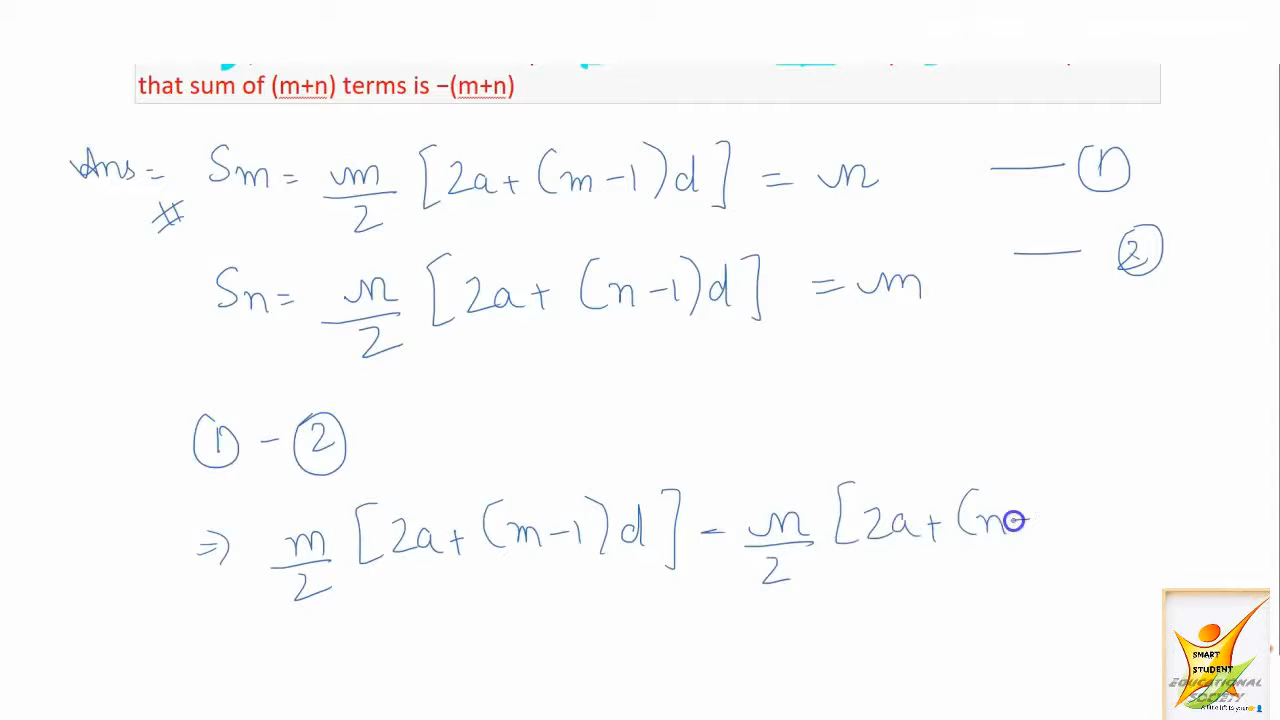 that sum of (m+n) terms is −(m+n)
Ans = Sm = m/2 [2a + (m-1)d] = n — ①
Sn = n/2 [2a + (n-1)d] = m — ②
① - ②
⇒ m/2 [2a + (m-1)d] - n/2 [2a + (n
SMART
STUDENT
EDUCATIONAL
SOCIETY